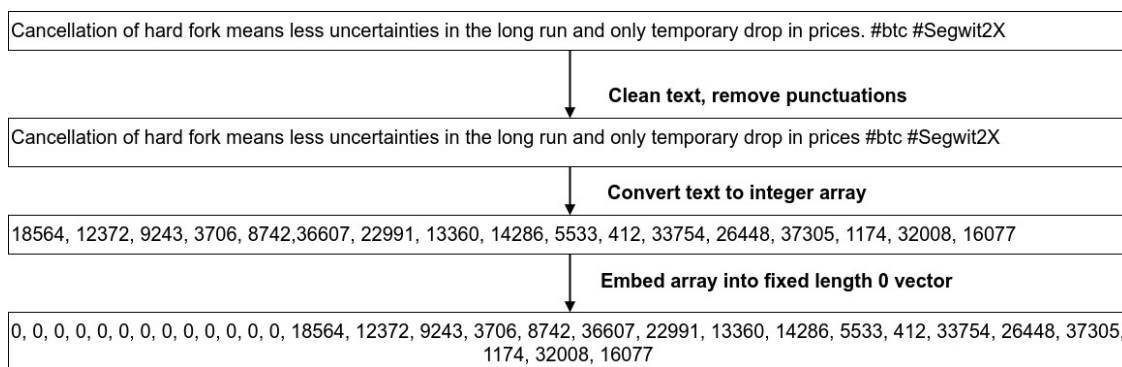 Cancellation of hard fork means less uncertainties in the long run and only temporary drop in prices. #btc #Segwit2X
Clean text, remove punctuations
Cancellation of hard fork means less uncertainties in the long run and only temporary drop in prices #btc #Segwit2X
Convert text to integer array
18564, 12372, 9243, 3706, 8742,36607, 22991, 13360, 14286, 5533, 412, 33754, 26448, 37305, 1174, 32008, 16077
Embed array into fixed length 0 vector
0, 0, 0, 0, 0, 0, 0, 0, 0, 0, 0, 0, 0, 18564, 12372, 9243, 3706, 8742, 36607, 22991, 13360, 14286, 5533, 412, 33754, 26448, 37305,
1174, 32008, 16077